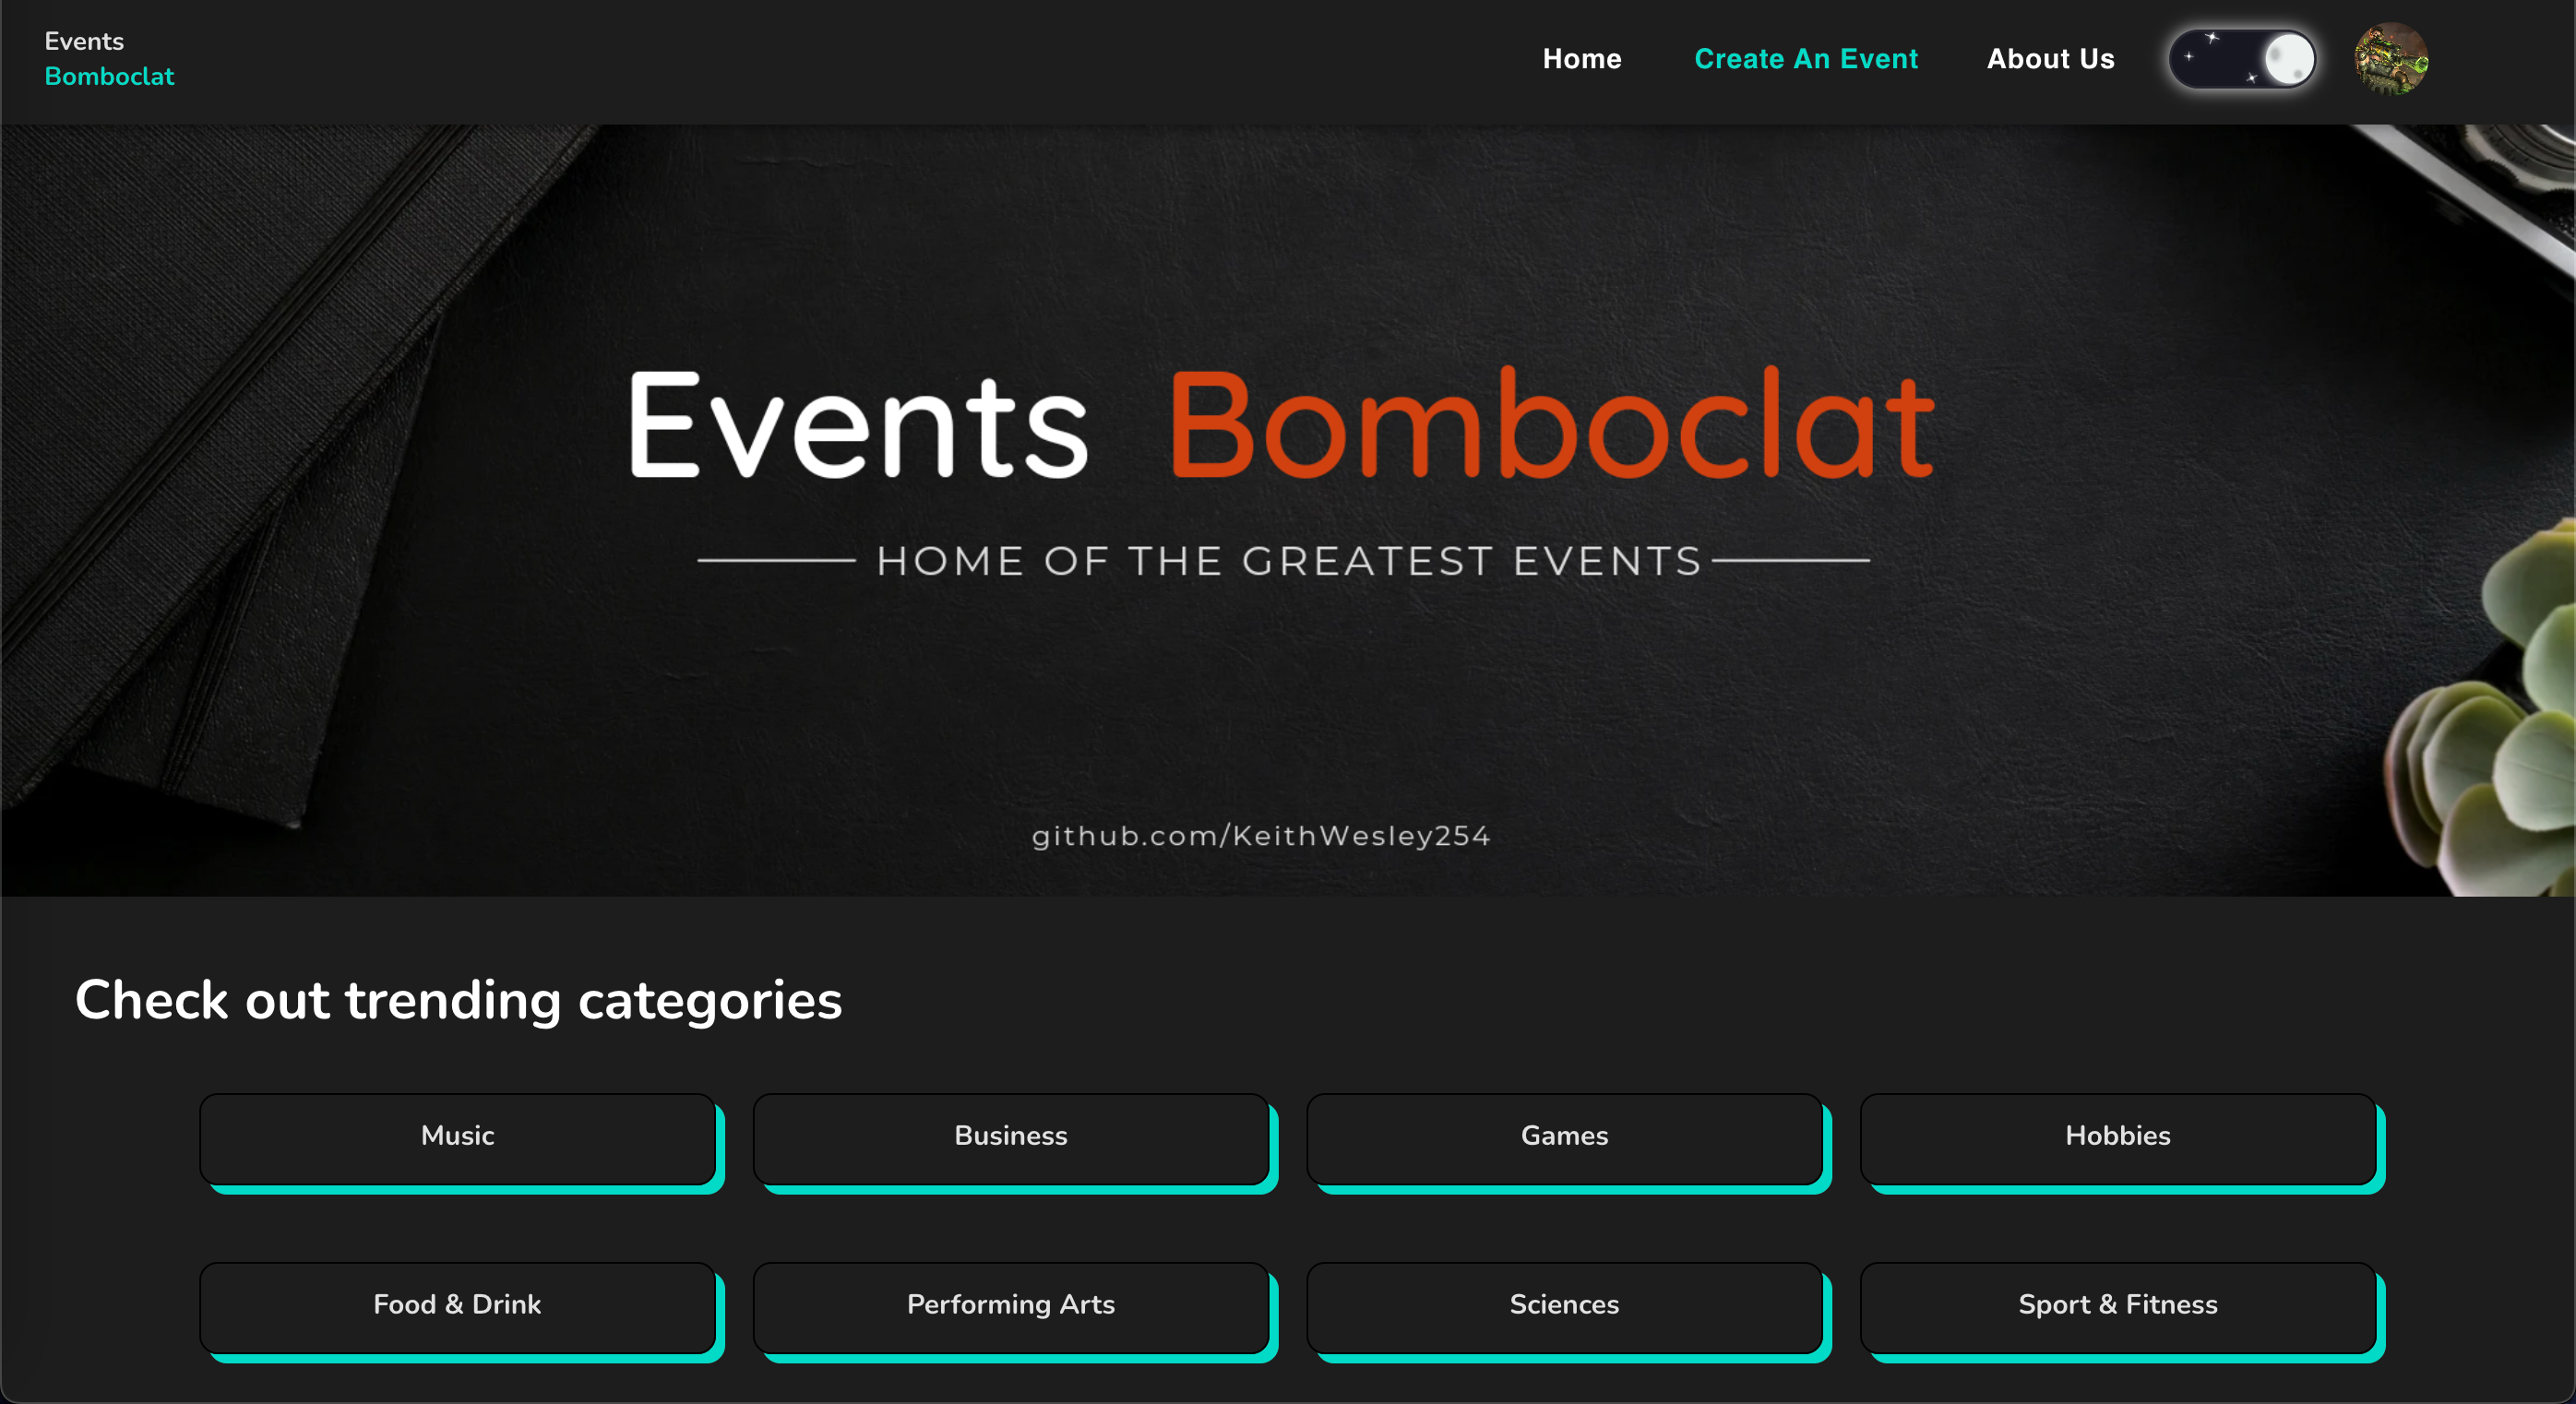 Events
Bomboclat
Home Create An Event About Us
Events Bomboclat
HOME OF THE GREATEST EVENTS
github.com/KeithWesley254
Check out trending categories
Music Business Games Hobbies
Food & Drink Performing Arts Sciences Sport & Fitness